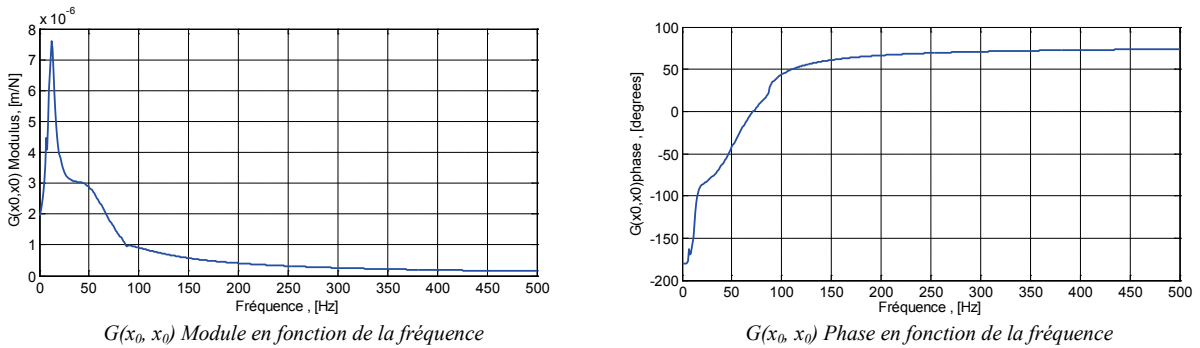 x 10^-6
8
7
6
5
4
3
2
1
0
G(x0,x0) Modulus, [m/N]
0 50 100 150 200 250 300 350 400 450 500
Fréquence , [Hz]
G(x0, x0) Module en fonction de la fréquence
100
50
0
-50
-100
-150
-200
G(x0,x0)phase , [degrees]
0 50 100 150 200 250 300 350 400 450 500
Fréquence , [Hz]
G(x0, x0) Phase en fonction de la fréquence